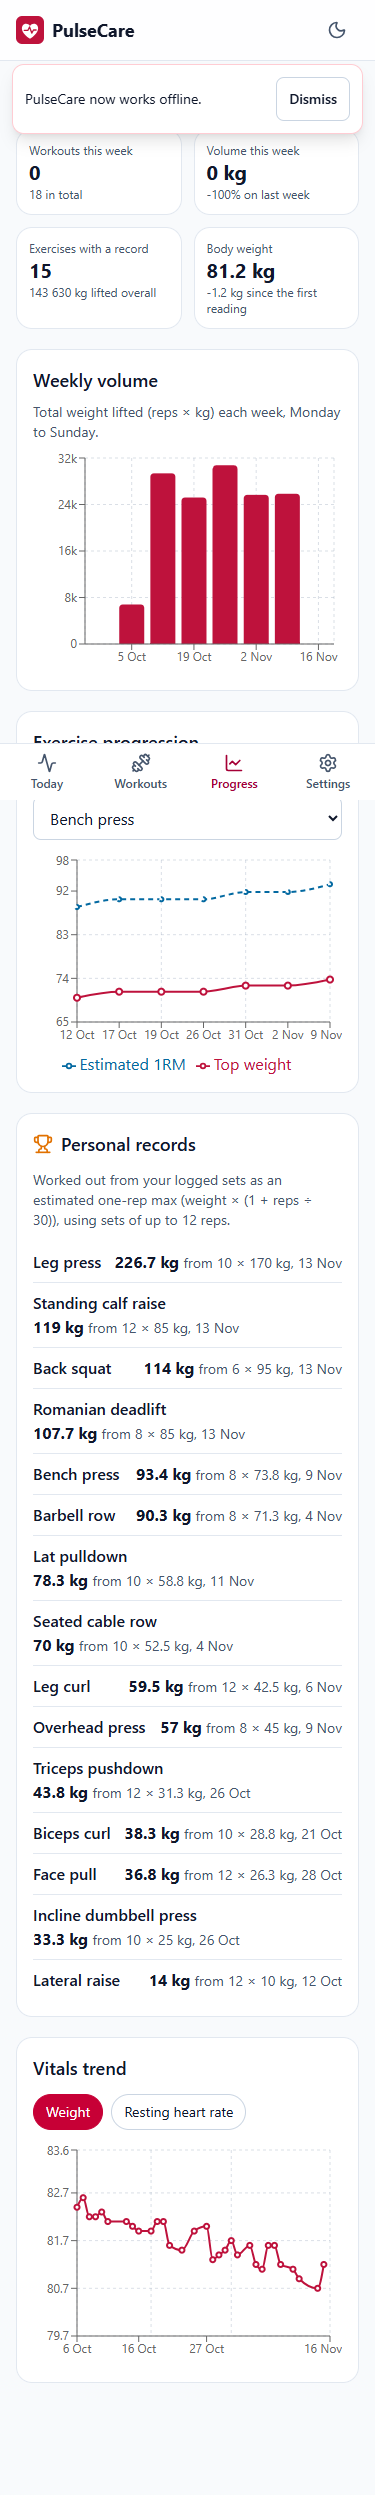 PulseCare
PulseCare now works offline.
Dismiss
Workouts this week
0
18 in total
Volume this week
0 kg
-100% on last week
Exercises with a record
15
143 630 kg lifted overall
Body weight
81.2 kg
-1.2 kg since the first
reading
Weekly volume
Total weight lifted (reps × kg) each week, Monday
to Sunday.
32k
24k
16k
8k
0
5 Oct 19 Oct 2 Nov 16 Nov
Exercise progression
Today Workouts Progress Settings
Bench press
98
92
83
74
65
12 Oct 17 Oct 19 Oct 26 Oct 31 Oct 2 Nov 9 Nov
Estimated 1RM Top weight
Personal records
Worked out from your logged sets as an
estimated one-rep max (weight × (1 + reps ÷
30)), using sets of up to 12 reps.
Leg press 226.7 kg from 10 × 170 kg, 13 Nov
Standing calf raise
119 kg from 12 × 85 kg, 13 Nov
Back squat 114 kg from 6 × 95 kg, 13 Nov
Romanian deadlift
107.7 kg from 8 × 85 kg, 13 Nov
Bench press 93.4 kg from 8 × 73.8 kg, 9 Nov
Barbell row 90.3 kg from 8 × 71.3 kg, 4 Nov
Lat pulldown
78.3 kg from 10 × 58.8 kg, 11 Nov
Seated cable row
70 kg from 10 × 52.5 kg, 4 Nov
Leg curl 59.5 kg from 12 × 42.5 kg, 6 Nov
Overhead press 57 kg from 8 × 45 kg, 9 Nov
Triceps pushdown
43.8 kg from 12 × 31.3 kg, 26 Oct
Biceps curl 38.3 kg from 10 × 28.8 kg, 21 Oct
Face pull 36.8 kg from 12 × 26.3 kg, 28 Oct
Incline dumbbell press
33.3 kg from 10 × 25 kg, 26 Oct
Lateral raise 14 kg from 12 × 10 kg, 12 Oct
Vitals trend
Weight Resting heart rate
83.6
82.7
81.7
80.7
79.7
6 Oct 16 Oct 27 Oct 16 Nov